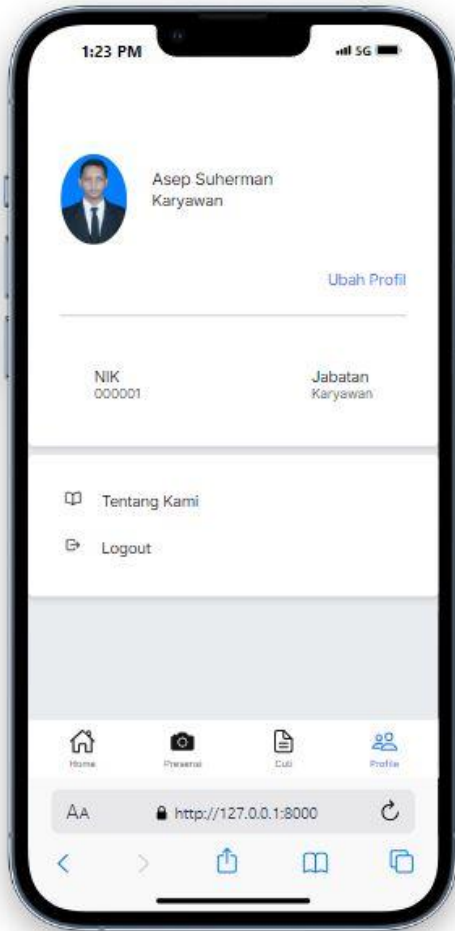 1:23 PM
5G
Asep Suherman
Karyawan
Ubah Profil
NIK
000001
Jabatan
Karyawan
Tentang Kami
Logout
Home
Presensi
Cuti
Profile
AA
http://127.0.0.1:8000